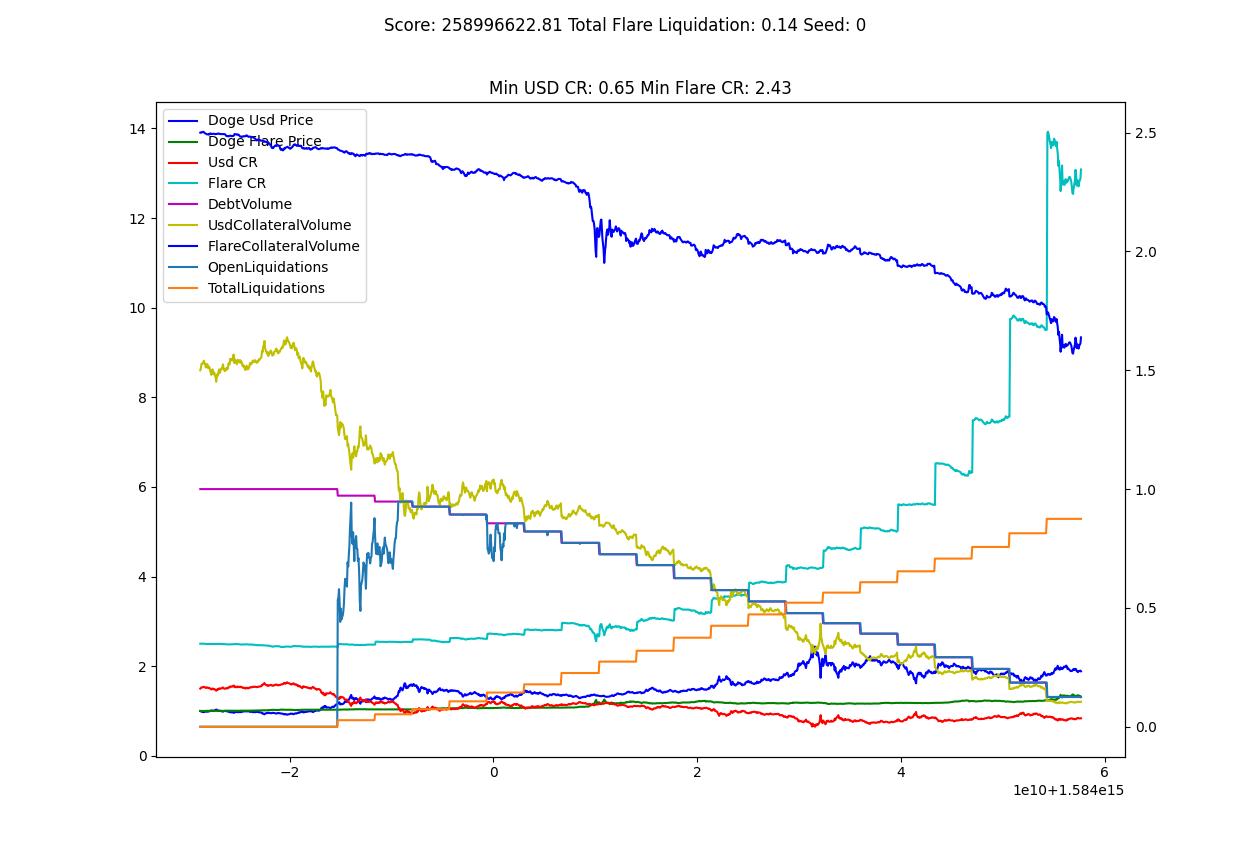 Score: 258996622.81 Total Flare Liquidation: 0.14 Seed: 0
Min USD CR: 0.65 Min Flare CR: 2.43
Doge Usd Price
Doge Flare Price
Usd CR
Flare CR
DebtVolume
UsdCollateralVolume
FlareCollateralVolume
OpenLiquidations
TotalLiquidations
14
12
10
8
6
4
2
0
2.5
2.0
1.5
1.0
0.5
0.0
−2
0
2
4
6
1e10+1.584e15